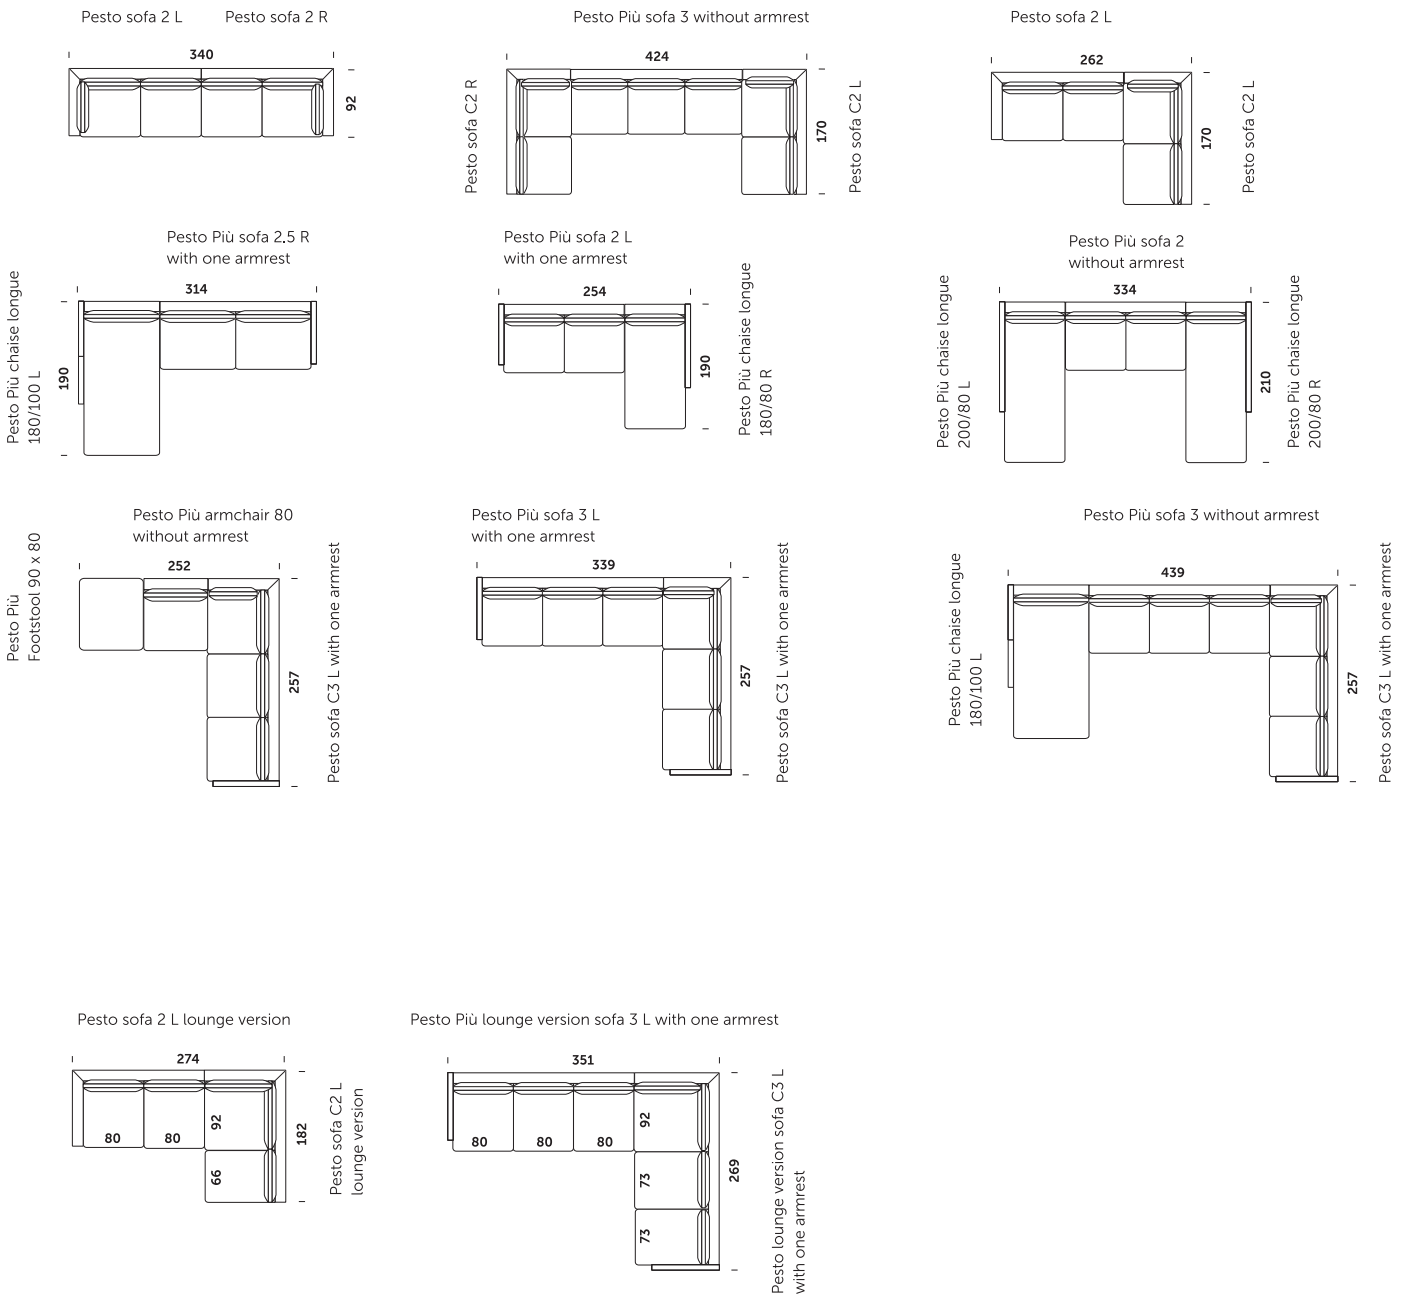 Pesto sofa 2 L
Pesto sofa 2 R
340
92
Pesto Più sofa 3 without armrest
424
Pesto sofa C2 R
170
Pesto sofa C2 L
Pesto sofa 2 L
262
170
Pesto sofa C2 L
Pesto Più sofa 2.5 R
with one armrest
314
Pesto Più chaise longue
180/100 L
190
Pesto Più sofa 2 L
with one armrest
254
190
Pesto Più chaise longue
180/80 R
Pesto Più sofa 2
without armrest
334
Pesto Più chaise longue
200/80 L
210
Pesto Più chaise longue
200/80 R
Pesto Più armchair 80
without armrest
252
Pesto Più
Footstool 90 x 80
257
Pesto sofa C3 L with one armrest
Pesto Più sofa 3 L
with one armrest
339
257
Pesto sofa C3 L with one armrest
Pesto Più sofa 3 without armrest
439
Pesto Più chaise longue
180/100 L
257
Pesto sofa C3 L with one armrest
Pesto sofa 2 L lounge version
274
80
80
92
66
182
Pesto sofa C2 L
lounge version
Pesto Più lounge version sofa 3 L with one armrest
351
80
80
80
92
73
73
269
Pesto lounge version sofa C3 L
with one armrest